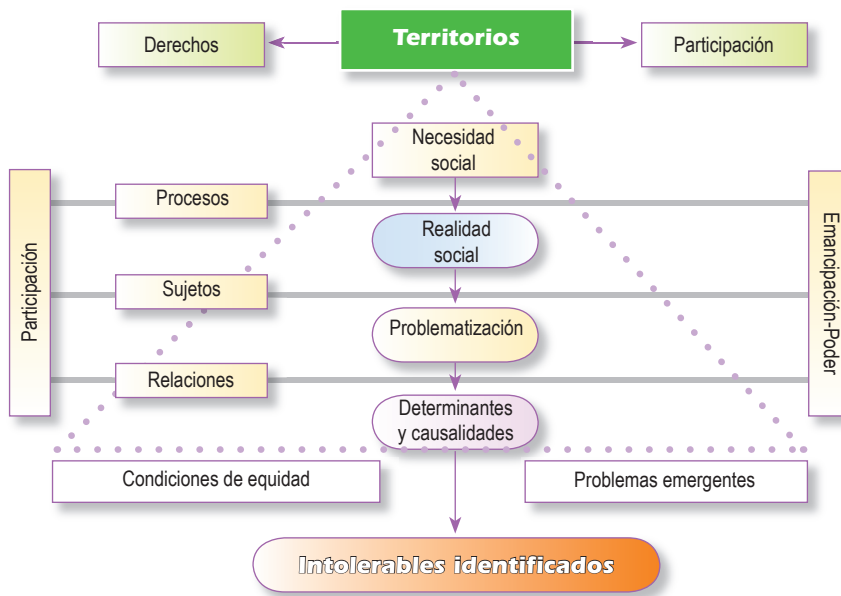 Derechos
Territorios
Participación
Necesidad
social
Procesos
Realidad
social
Participación
Emancipación-Poder
Sujetos
Problematización
Relaciones
Determinantes
y causalidades
Condiciones de equidad
Problemas emergentes
Intolerables identificados